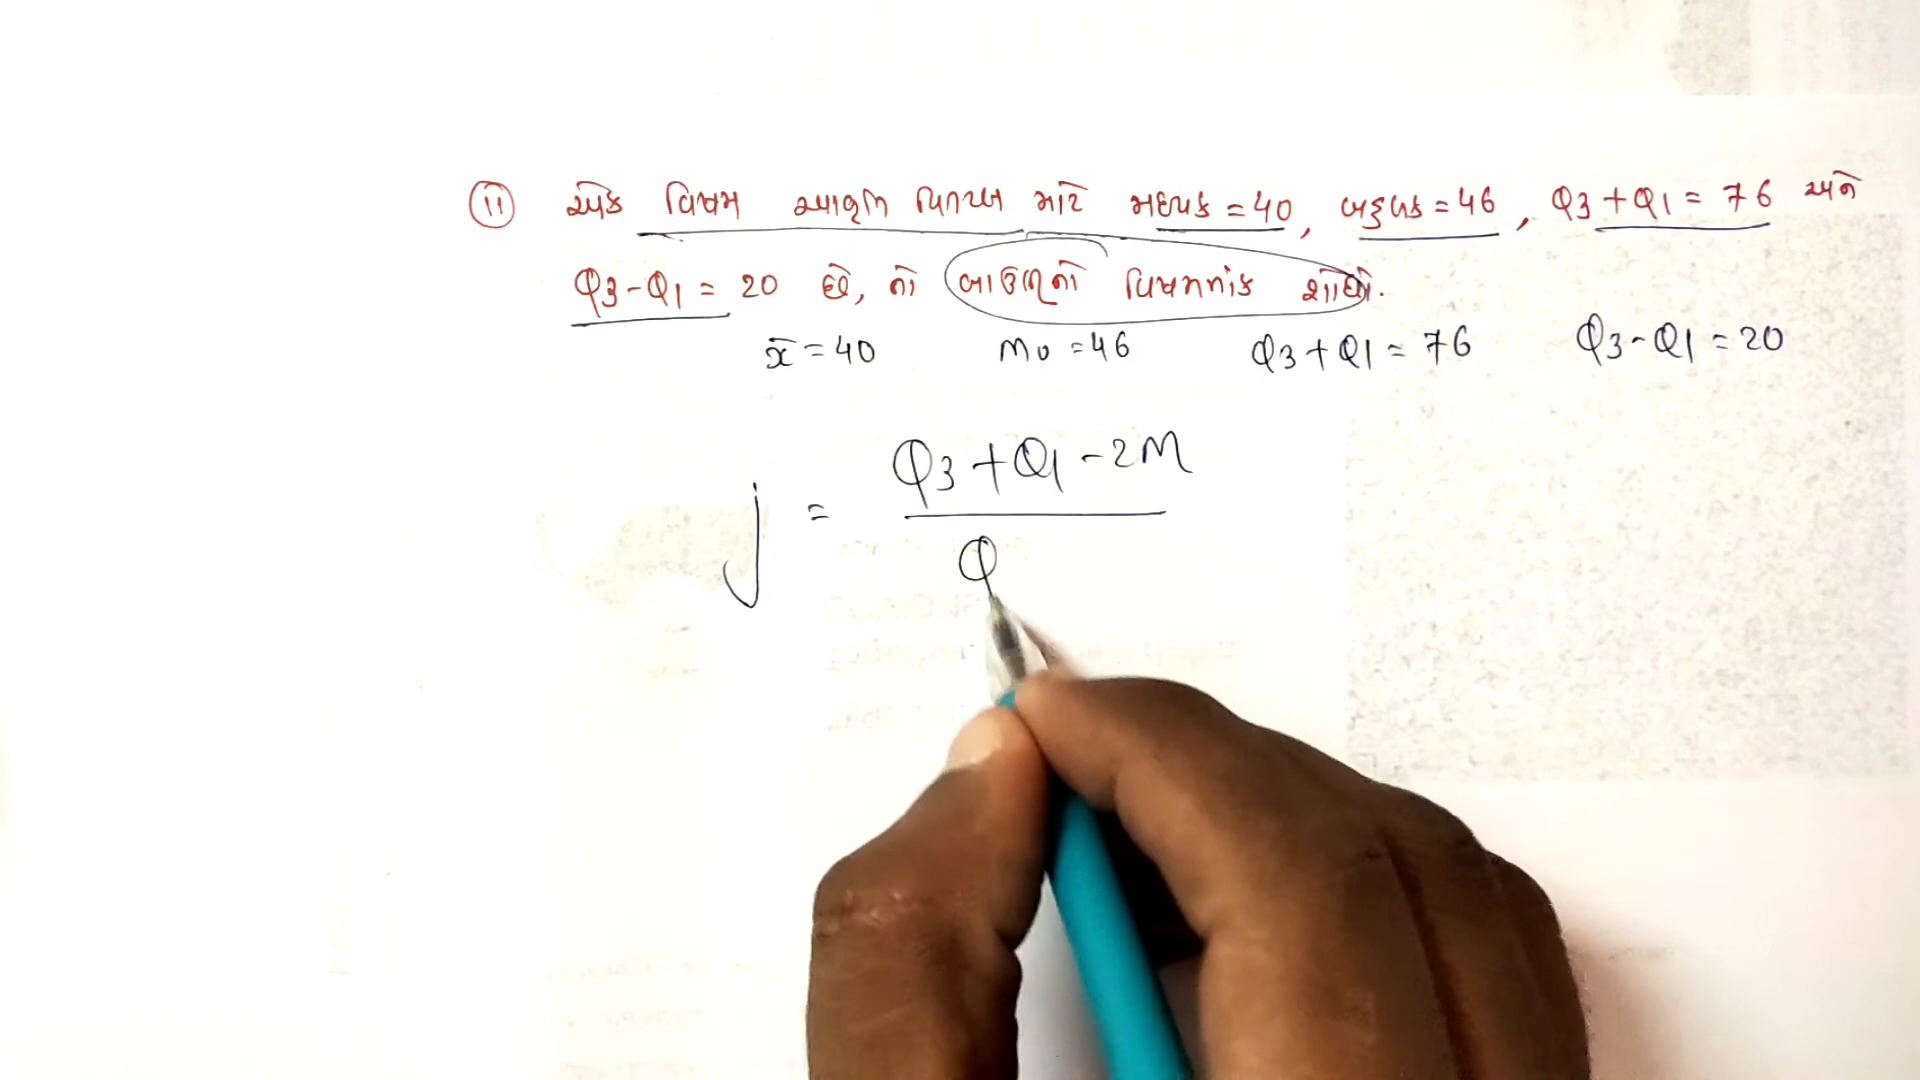 (11) એક વિષમ આવૃત્તિ વિતરણ માટે મધ્યક = 40, બહુલક = 46, Q3 + Q1 = 76 અને
Q3 - Q1 = 20 છે, તો બાઉલીનો વિષમતાંક શોધો.
x̄ = 40 Mo = 46 Q3 + Q1 = 76 Q3 - Q1 = 20
Q3 + Q1 - 2M
j =
Q